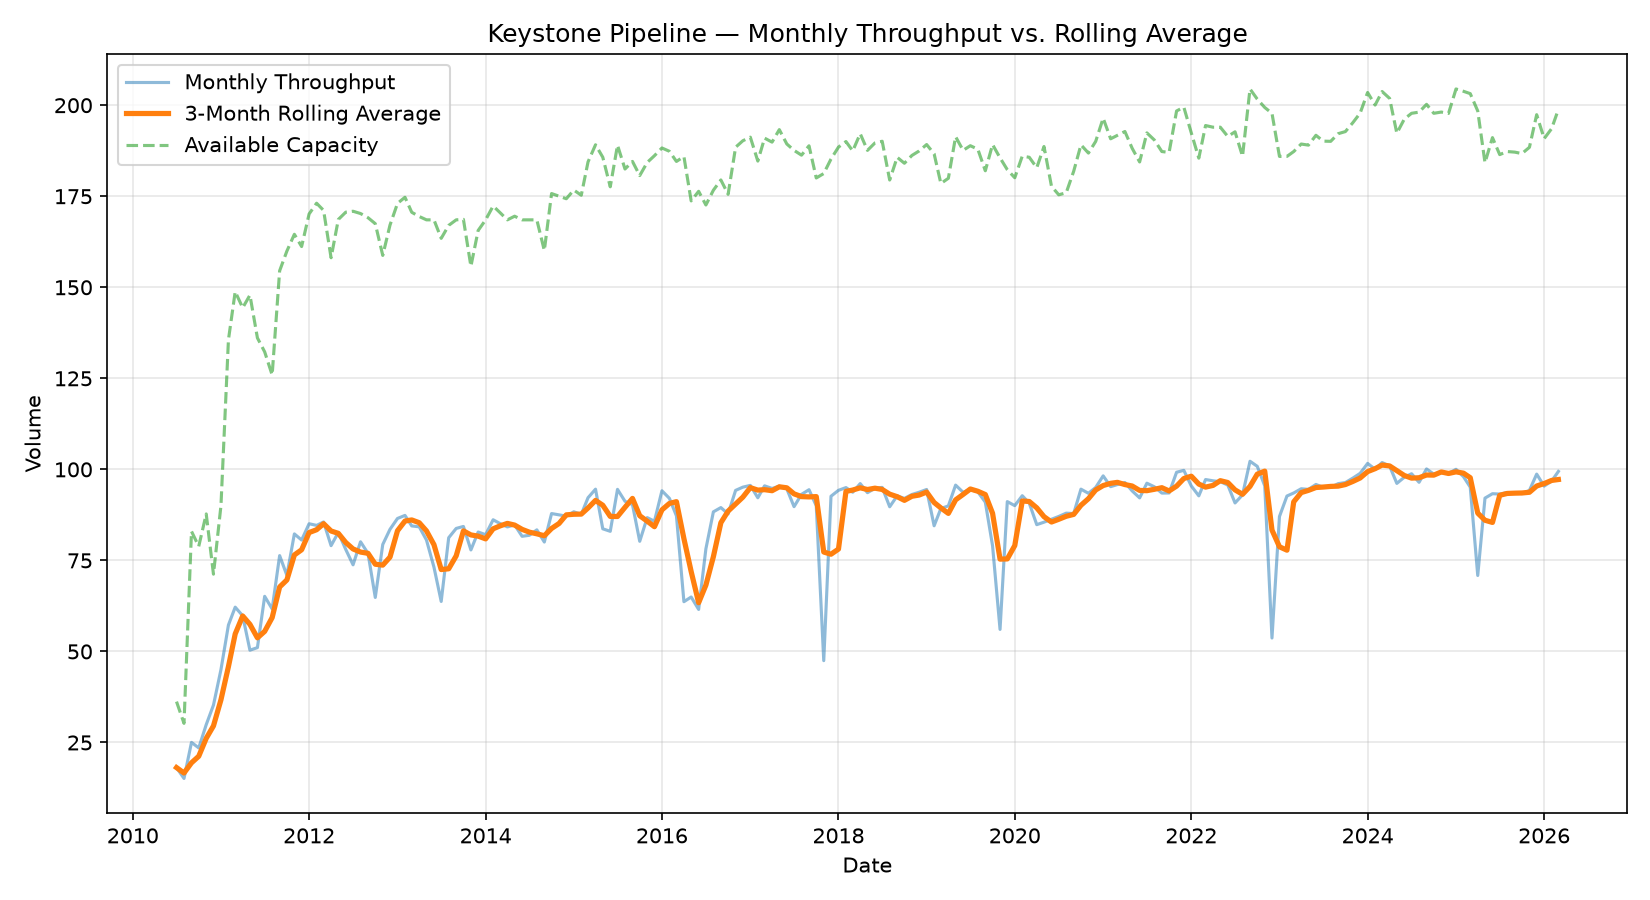 Keystone Pipeline — Monthly Throughput vs. Rolling Average
Monthly Throughput
3-Month Rolling Average
Available Capacity
Volume
200
175
150
125
100
75
50
25
2010 2012 2014 2016 2018 2020 2022 2024 2026
Date